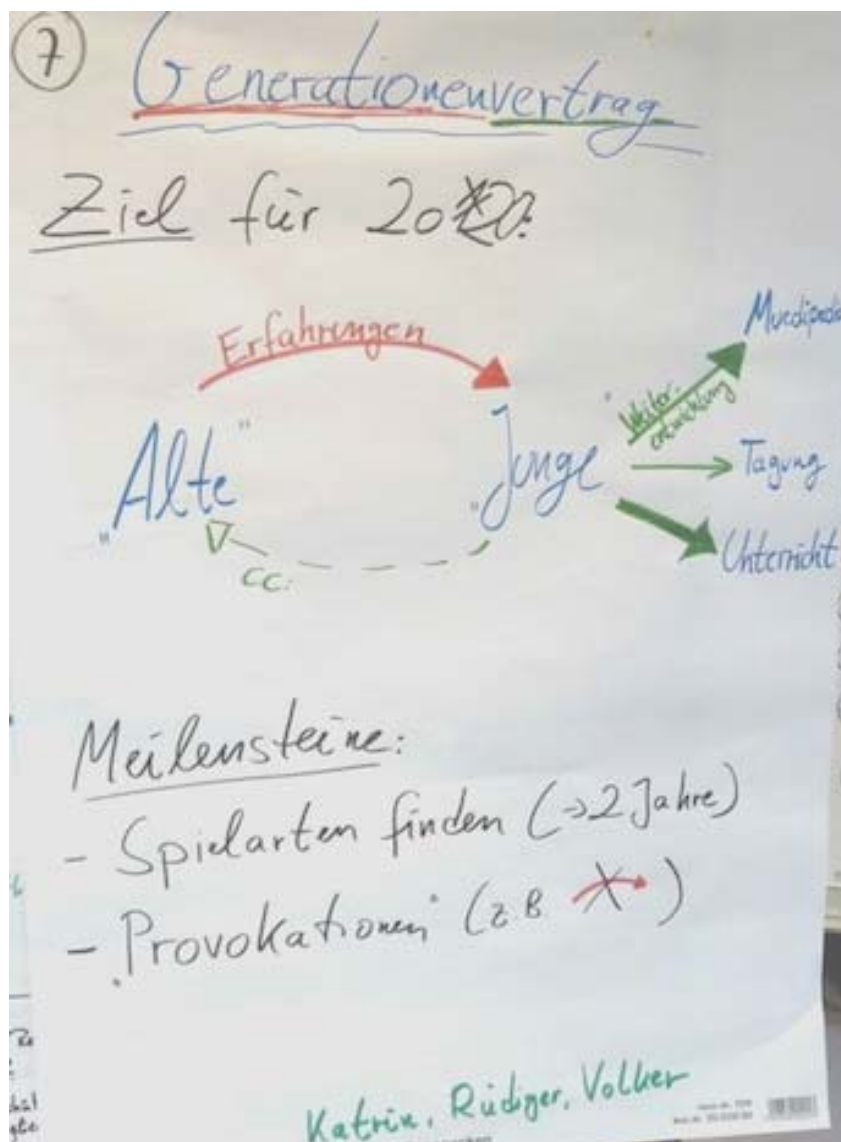 7
Generationenvertrag
Ziel für 2020:
Erfahrungen
"Alte"
"Junge"
CC:
Weiter-
entwicklung
Tagung
Unterricht
Meilensteine:
- Spielarten finden (→2 Jahre)
- "Provokationen" (z.B. )
Katrin, Rüdiger, Volker